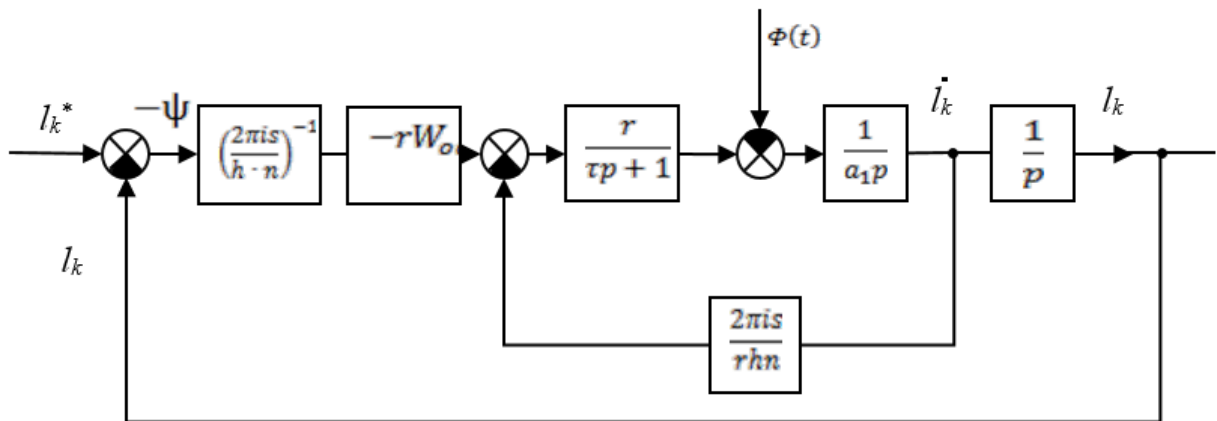 Φ(t)
l_k^*
−ψ
(2πis / h · n)^{−1}
−rW_o
r / τp + 1
1 / a_1p
l̇_k
1 / p
l_k
l_k
2πis / rhn